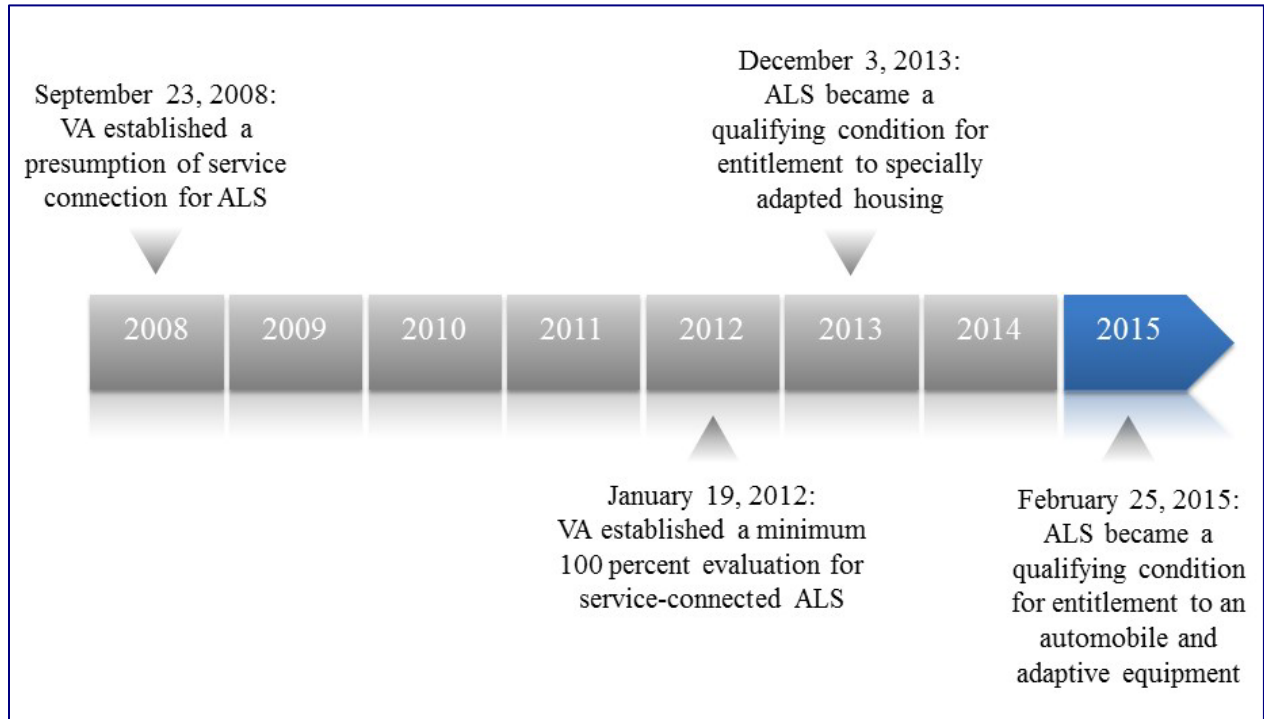 December 3, 2013:
ALS became a
qualifying condition for
entitlement to specially
adapted housing
September 23, 2008:
VA established a
presumption of service
connection for ALS
2008 2009 2010 2011 2012 2013 2014 2015
January 19, 2012:
VA established a minimum
100 percent evaluation for
service-connected ALS
February 25, 2015:
ALS became a
qualifying condition
for entitlement to an
automobile and
adaptive equipment